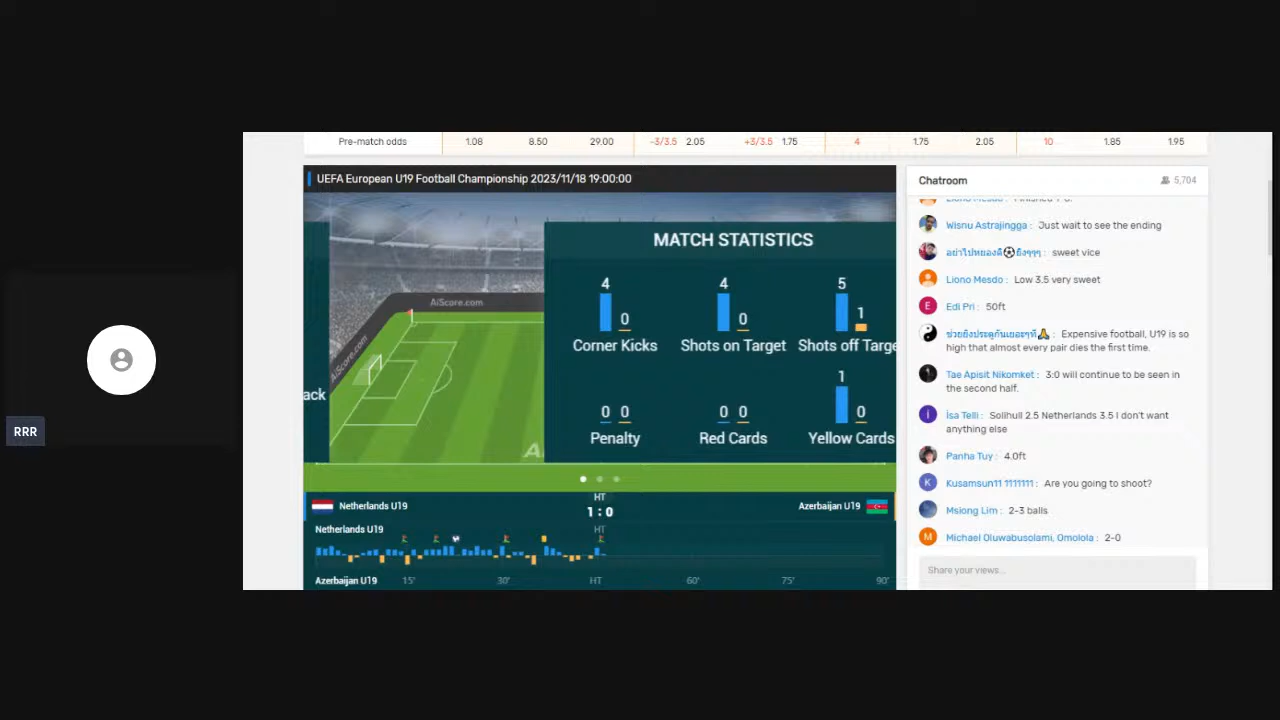 Pre-match odds 1.08 8.50 29.00 -3/3.5 2.05 +3/3.5 1.75 4 1.75 2.05 10 1.85 1.95
UEFA European U19 Football Championship 2023/11/18 19:00:00
MATCH STATISTICS
4 0 4 0 5 1
Corner Kicks Shots on Target Shots off Targe
0 0 0 0 1 0
Penalty Red Cards Yellow Cards
ack
AiScore.com
AiScore.com
HT
Netherlands U19 1 : 0 Azerbaijan U19
Netherlands U19 HT
Azerbaijan U19 15' 30' HT 60' 75' 90'
Chatroom 5,704
Liono Mesdo :
Wisnu Astrajingga : Just wait to see the ending
sweet vice
Liono Mesdo : Low 3.5 very sweet
E Edi Pri : 50ft
Expensive football, U19 is so
high that almost every pair dies the first time.
Tae Apisit Nikomket : 3:0 will continue to be seen in
the second half.
i İsa Telli : Solihull 2.5 Netherlands 3.5 I don't want
anything else
Panha Tuy : 4.0ft
K Kusamsun11 1111111 : Are you going to shoot?
Msiong Lim : 2-3 balls
M Michael Oluwabusolami, Omolola : 2-0
Share your views...
RRR